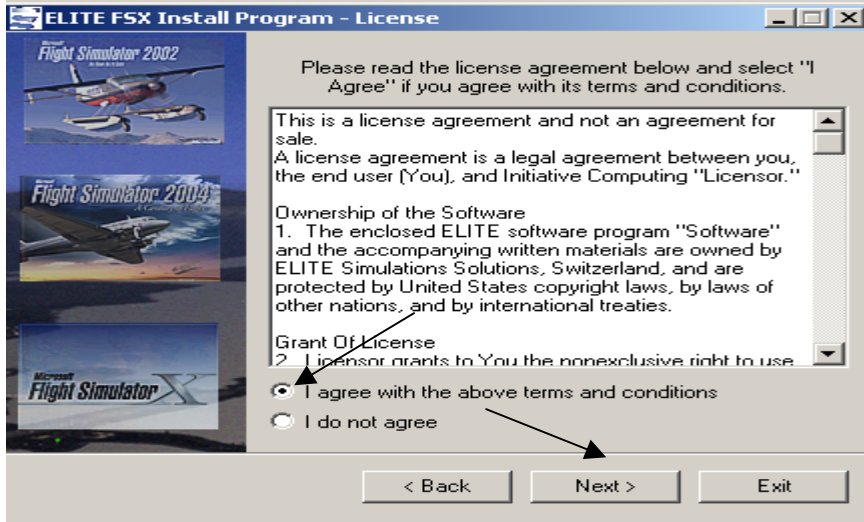 ELITE FSX Install Program - License
Microsoft
Flight Simulator 2002
Please read the license agreement below and select "I
Agree" if you agree with its terms and conditions.
This is a license agreement and not an agreement for
sale.
A license agreement is a legal agreement between you,
the end user (You), and Initiative Computing "Licensor."
Ownership of the Software
1. The enclosed ELITE software program "Software"
and the accompanying written materials are owned by
ELITE Simulations Solutions, Switzerland, and are
protected by United States copyright laws, by laws of
other nations, and by international treaties.
Grant Of License
2. Licensor grants to You the nonexclusive right to use
Flight Simulator 2004
A Century of Flight
Microsoft
Flight Simulator X
I agree with the above terms and conditions
I do not agree
< Back
Next >
Exit